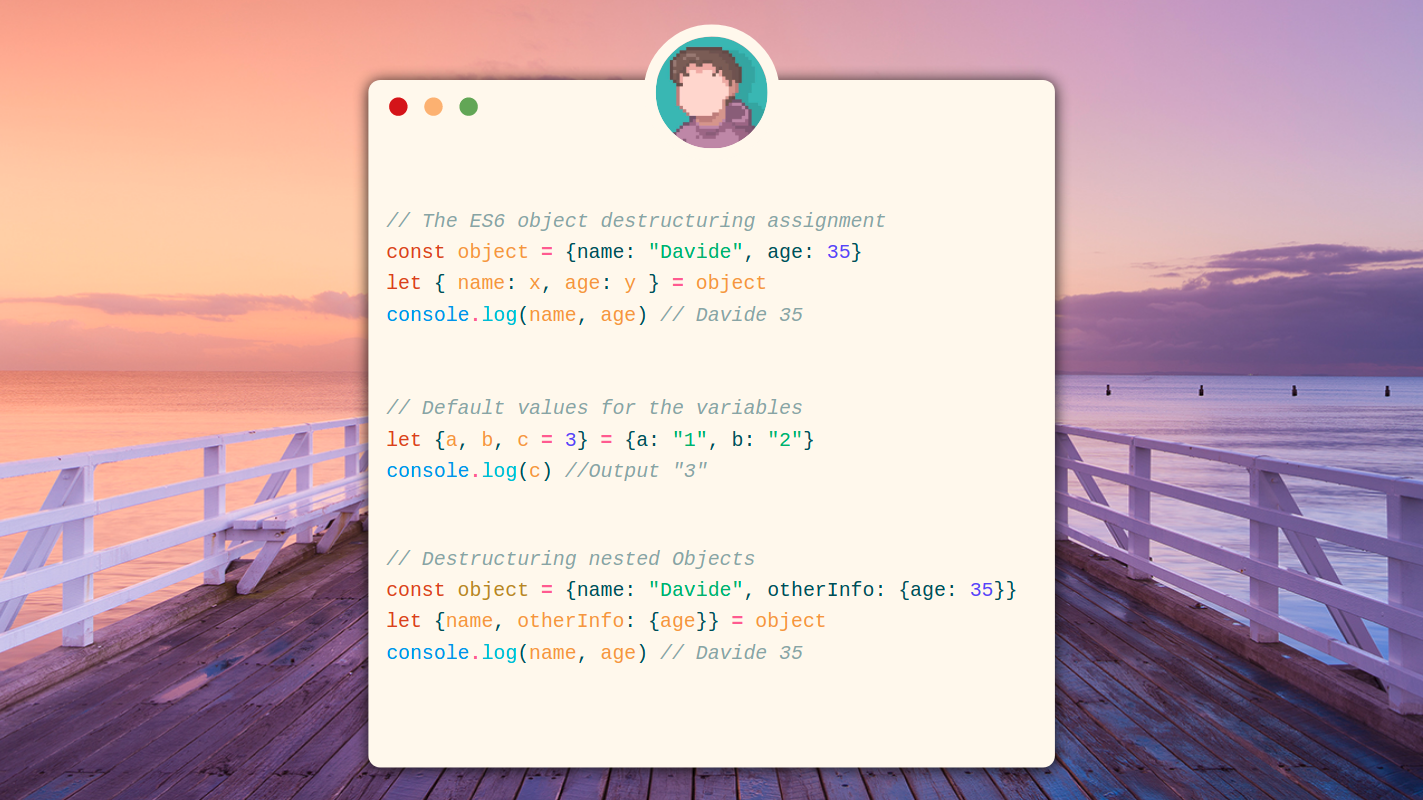 // The ES6 object destructuring assignment
const object = {name: "Davide", age: 35}
let { name: x, age: y } = object
console.log(name, age) // Davide 35
// Default values for the variables
let {a, b, c = 3} = {a: "1", b: "2"}
console.log(c) //Output "3"
// Destructuring nested Objects
const object = {name: "Davide", otherInfo: {age: 35}}
let {name, otherInfo: {age}} = object
console.log(name, age) // Davide 35